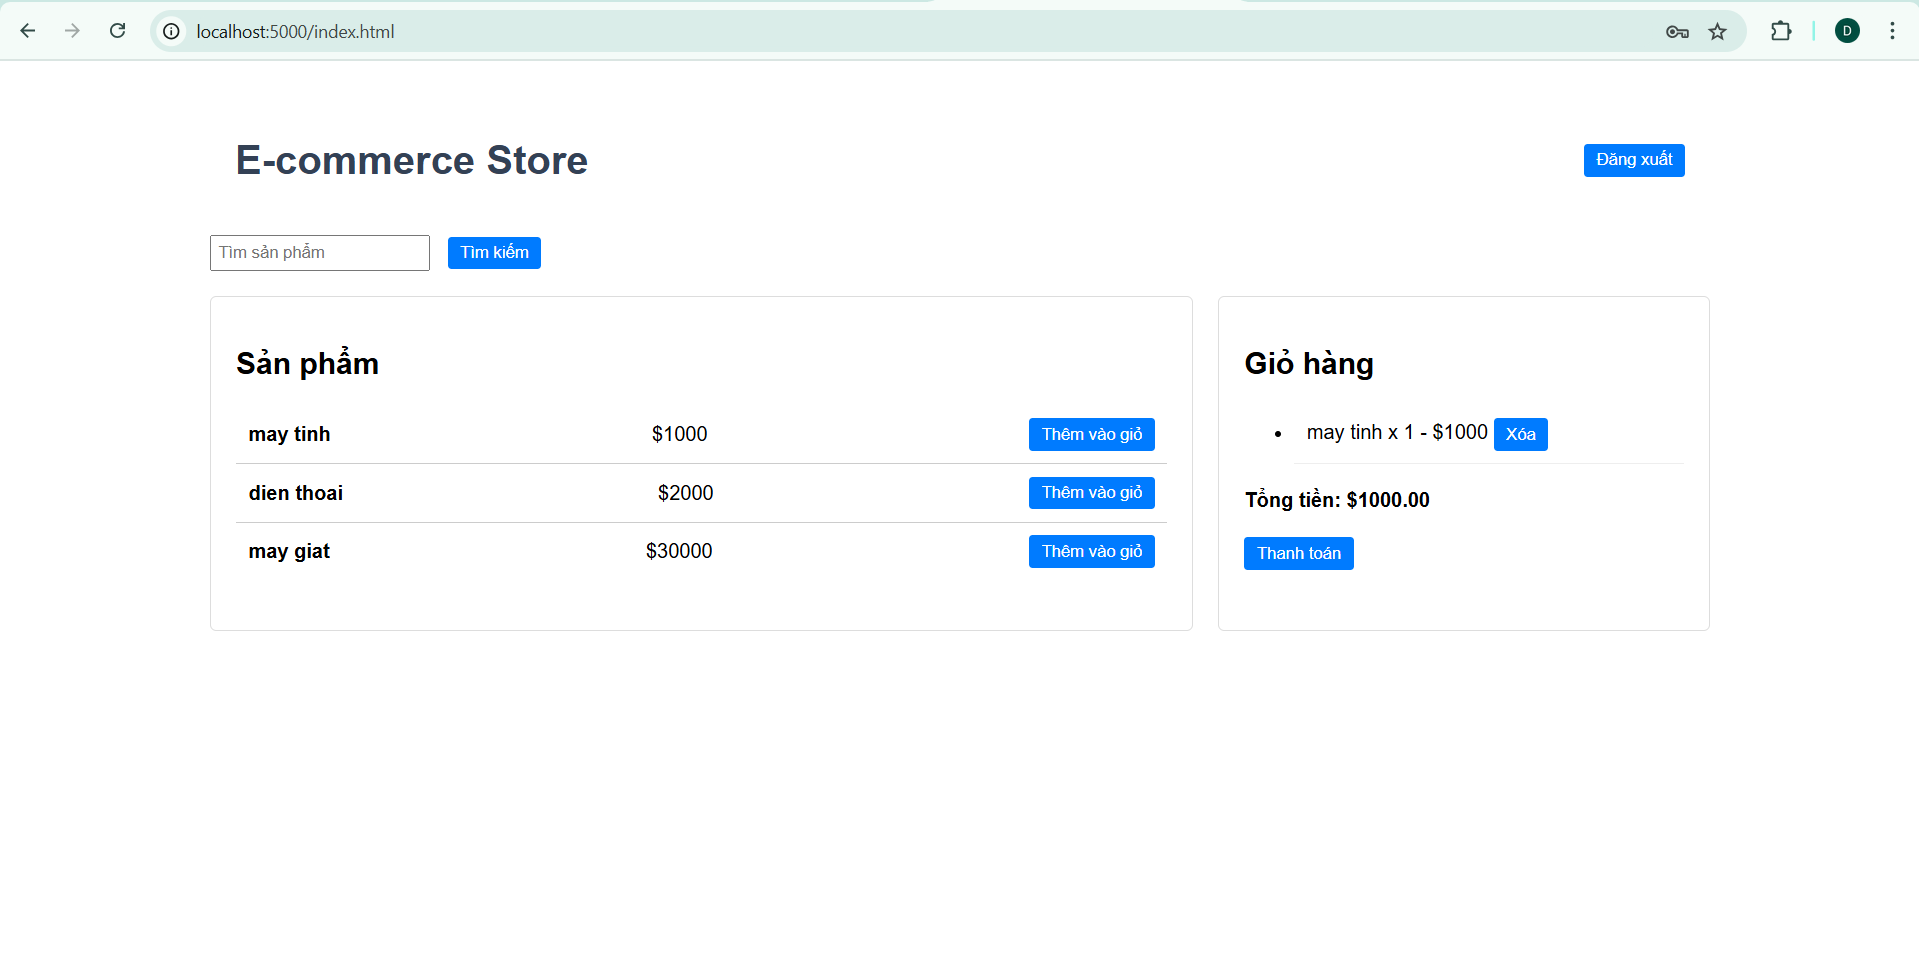 localhost:5000/index.html
D
E-commerce Store
Đăng xuất
Tìm sản phẩm
Tìm kiếm
Sản phẩm
may tinh $1000 Thêm vào giỏ
dien thoai $2000 Thêm vào giỏ
may giat $30000 Thêm vào giỏ
Giỏ hàng
may tinh x 1 - $1000 Xóa
Tổng tiền: $1000.00
Thanh toán